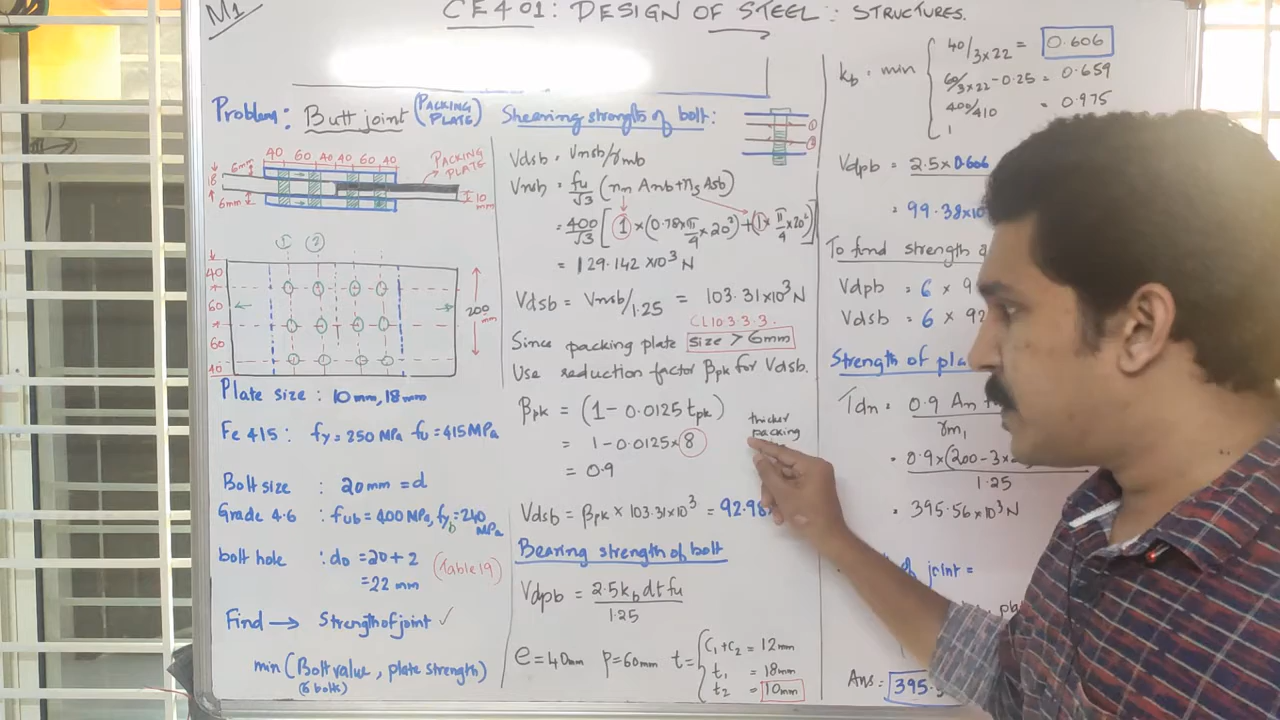 M1
CE401: DESIGN OF STEEL STRUCTURES.
Problem: Butt joint (PACKING PLATE)
40 60 40 40 60 40
PACKING PLATE
6mm
18
6mm
10 mm
① ②
40
60
60
40
200 mm
Plate size : 10mm, 18mm
Fe 415 : fy = 250 MPa fu = 415 MPa
Bolt size : 20mm = d
Grade 4.6 : fub = 400 MPa, fyb = 240 MPa
bolt hole : do = 20 + 2
= 22 mm
(Table 19)
Find → Strength of joint ✓
min (Bolt value, plate strength)
(6 bolts)
Shearing strength of bolt:
① ②
Vdsb = Vnsb/γmb
Vnsb = fu/√3 (nn Anb + ns Asb)
= 400/√3 [1 × (0.78 × π/4 × 20²) + (1 × π/4 × 20²)]
= 129.142 × 10³ N
Vdsb = Vnsb/1.25 = 103.31 × 10³ N
CL 10.3.3.3
Since packing plate size > 6mm
Use reduction factor βpk for Vdsb.
βpk = (1 - 0.0125 tpk)
= 1 - 0.0125 × 8
= 0.9
thicker packing
Vdsb = βpk × 103.31 × 10³ = 92.98
Bearing strength of bolt
Vdpb = 2.5 kb dt fu / 1.25
e = 40mm p = 60mm t = { C1 + C2 = 12mm
t1 = 18mm
t2 = 10mm
kb = min { 40/3×22 = 0.606
60/3×22 - 0.25 = 0.659
400/410 = 0.975
1
Vdpb = 2.5 × 0.606
= 99.38 × 10
To find strength
Vdpb = 6 × 9
Vdsb = 6 × 92
Strength of pla
Tdn = 0.9 An f / γm1
= 0.9 × (200 - 3 × 2 / 1.25
= 395.56 × 10³ N
of joint =
Ans: 395.5